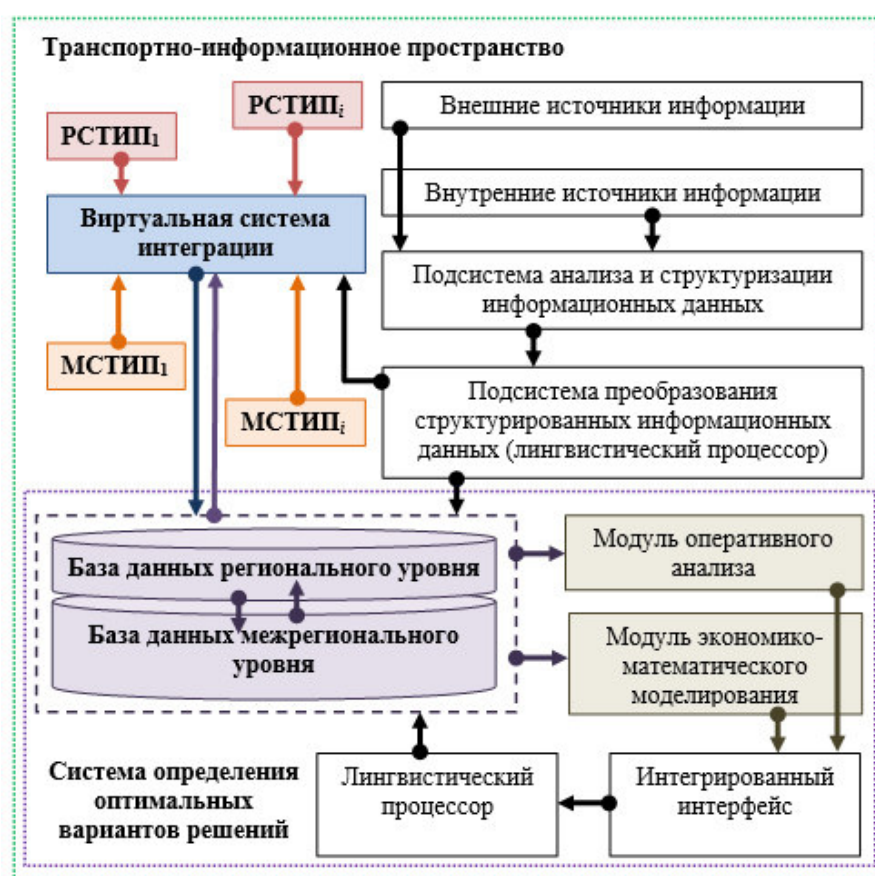 Транспортно-информационное пространство
РСТИП₁
РСТИПᵢ
Внешние источники информации
Внутренние источники информации
Виртуальная система
интеграции
Подсистема анализа и структуризации
информационных данных
МСТИП₁
МСТИПᵢ
Подсистема преобразования
структурированных информационных
данных (лингвистический процессор)
База данных регионального уровня
База данных межрегионального
уровня
Модуль оперативного
анализа
Модуль экономико-
математического
моделирования
Система определения
оптимальных
вариантов решений
Лингвистический
процессор
Интегрированный
интерфейс